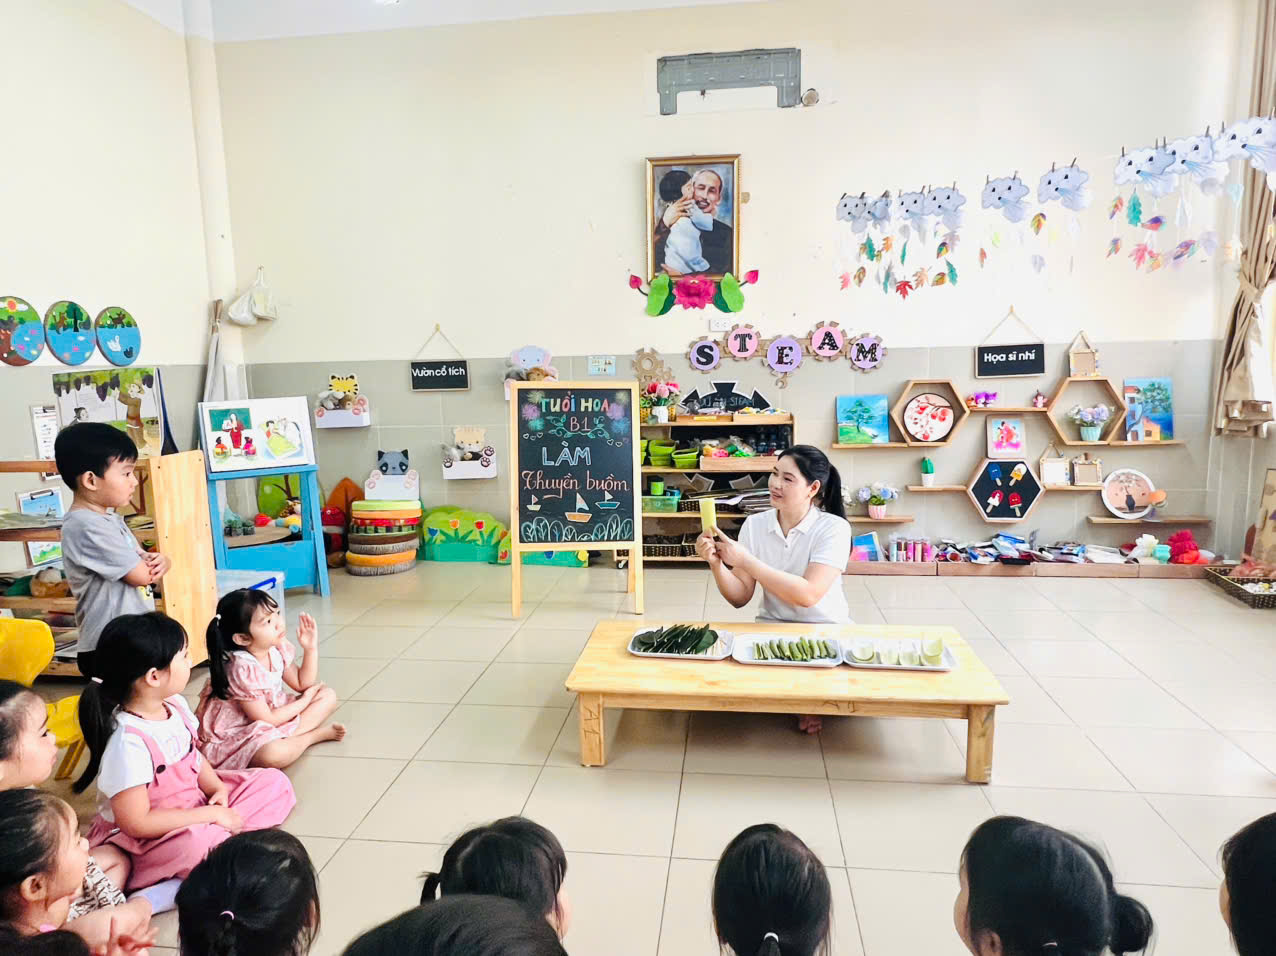 STEAM
Vườn cổ tích
Họa sĩ nhí
TUỔI HOA
B1
LÀM
Thuyền buồm